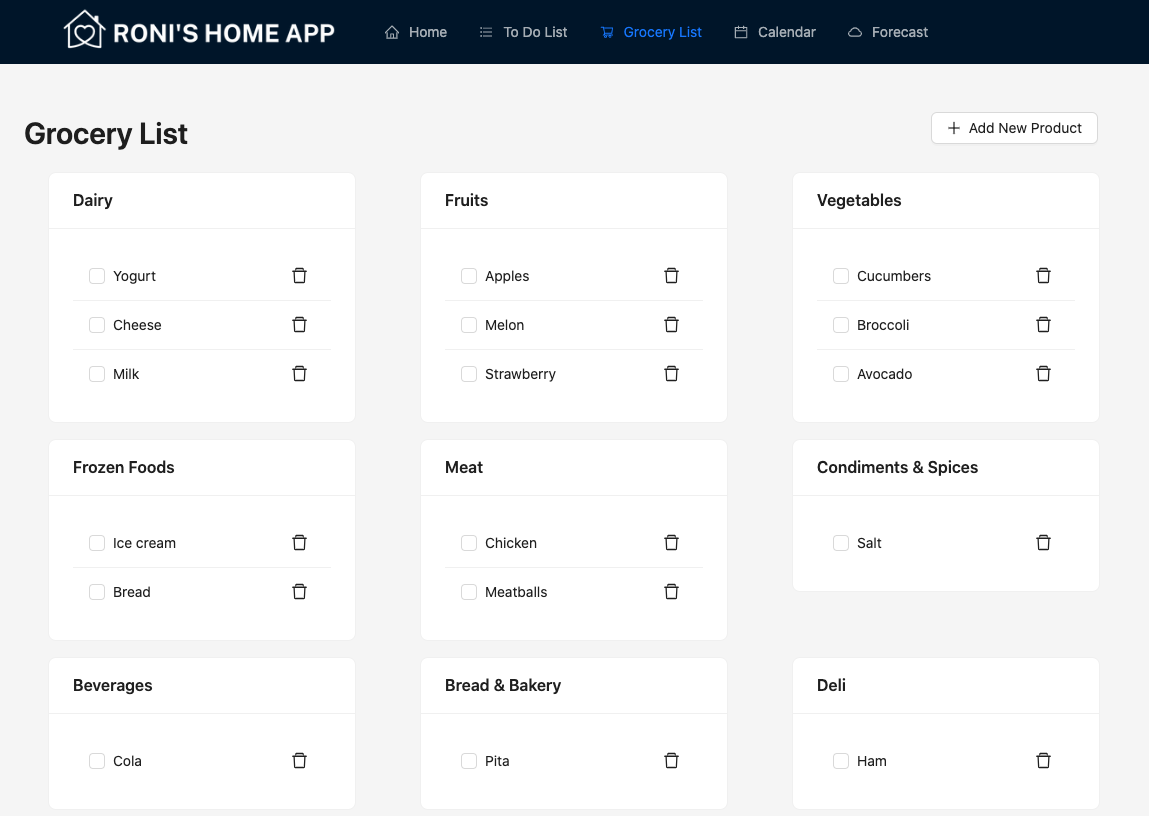 RONI'S HOME APP
Home
To Do List
Grocery List
Calendar
Forecast
Grocery List
Add New Product
Dairy
Yogurt
Cheese
Milk
Fruits
Apples
Melon
Strawberry
Vegetables
Cucumbers
Broccoli
Avocado
Frozen Foods
Ice cream
Bread
Meat
Chicken
Meatballs
Condiments & Spices
Salt
Beverages
Cola
Bread & Bakery
Pita
Deli
Ham